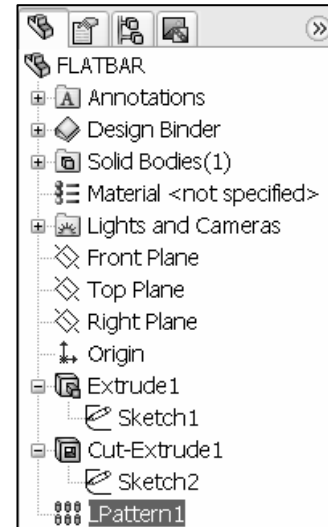 FLATBAR
Annotations
Design Binder
Solid Bodies(1)
Material <not specified>
Lights and Cameras
Front Plane
Top Plane
Right Plane
Origin
Extrude1
Sketch1
Cut-Extrude1
Sketch2
LPattern1